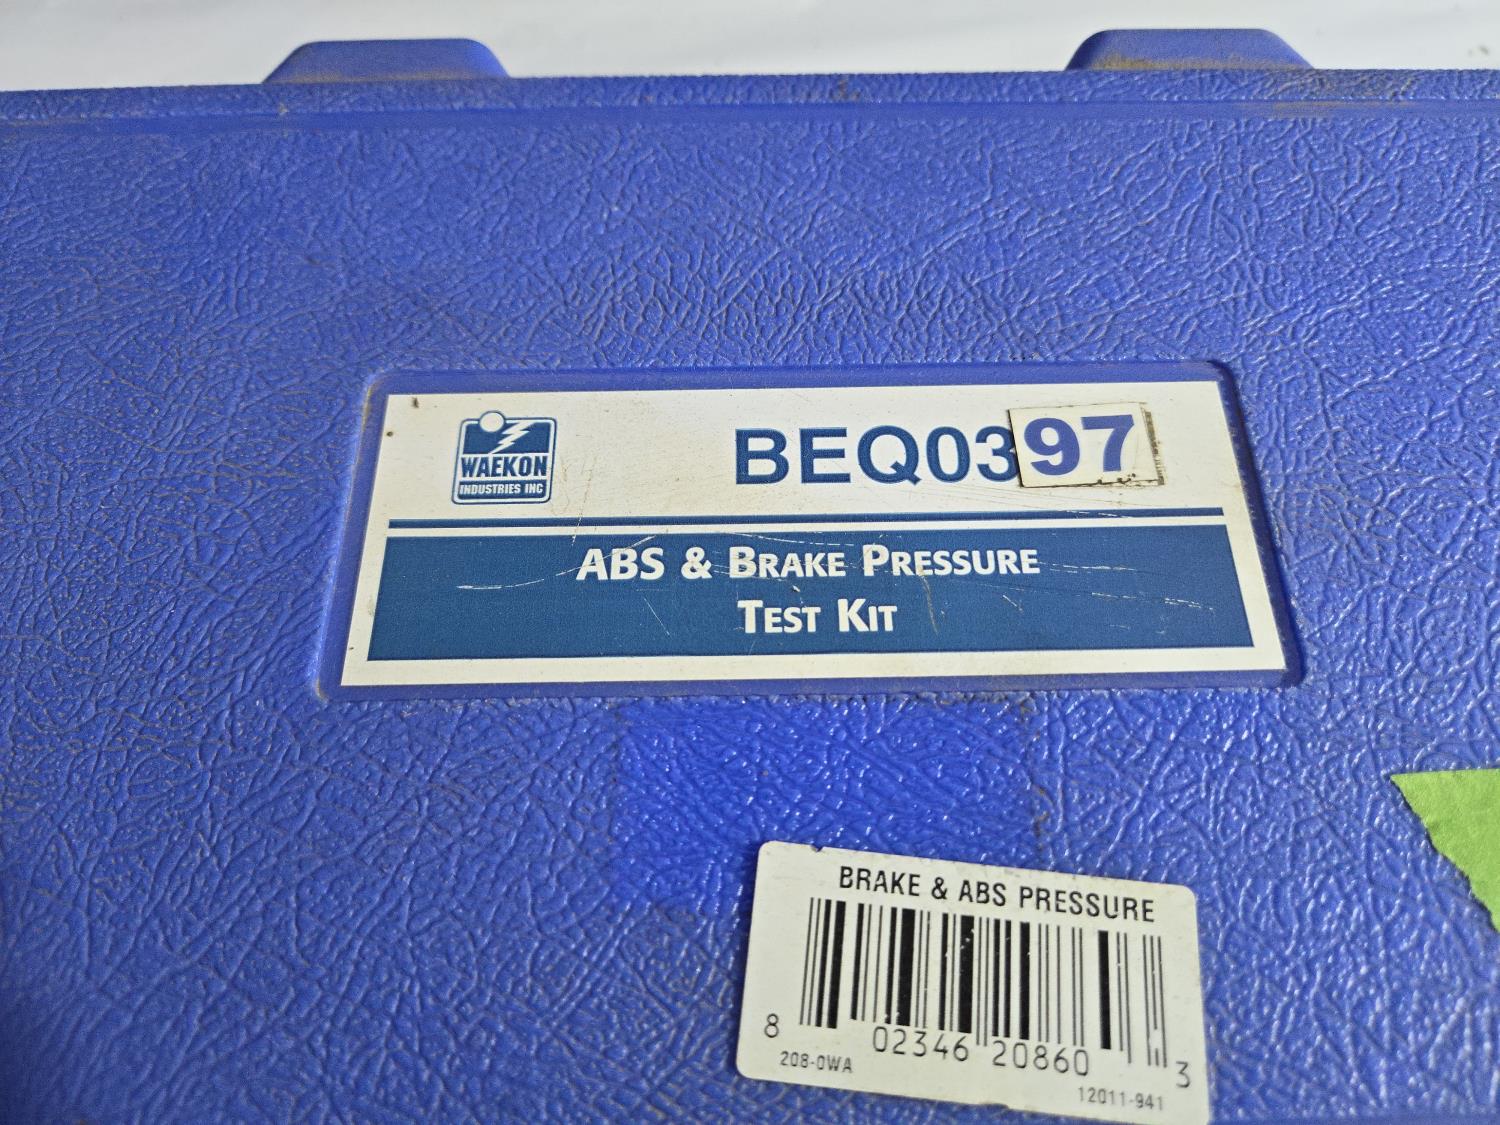 WAEKON
INDUSTRIES INC
BEQ0397
ABS & BRAKE PRESSURE
TEST KIT
BRAKE & ABS PRESSURE
8 02346 20860 3
208-0WA
12011-941